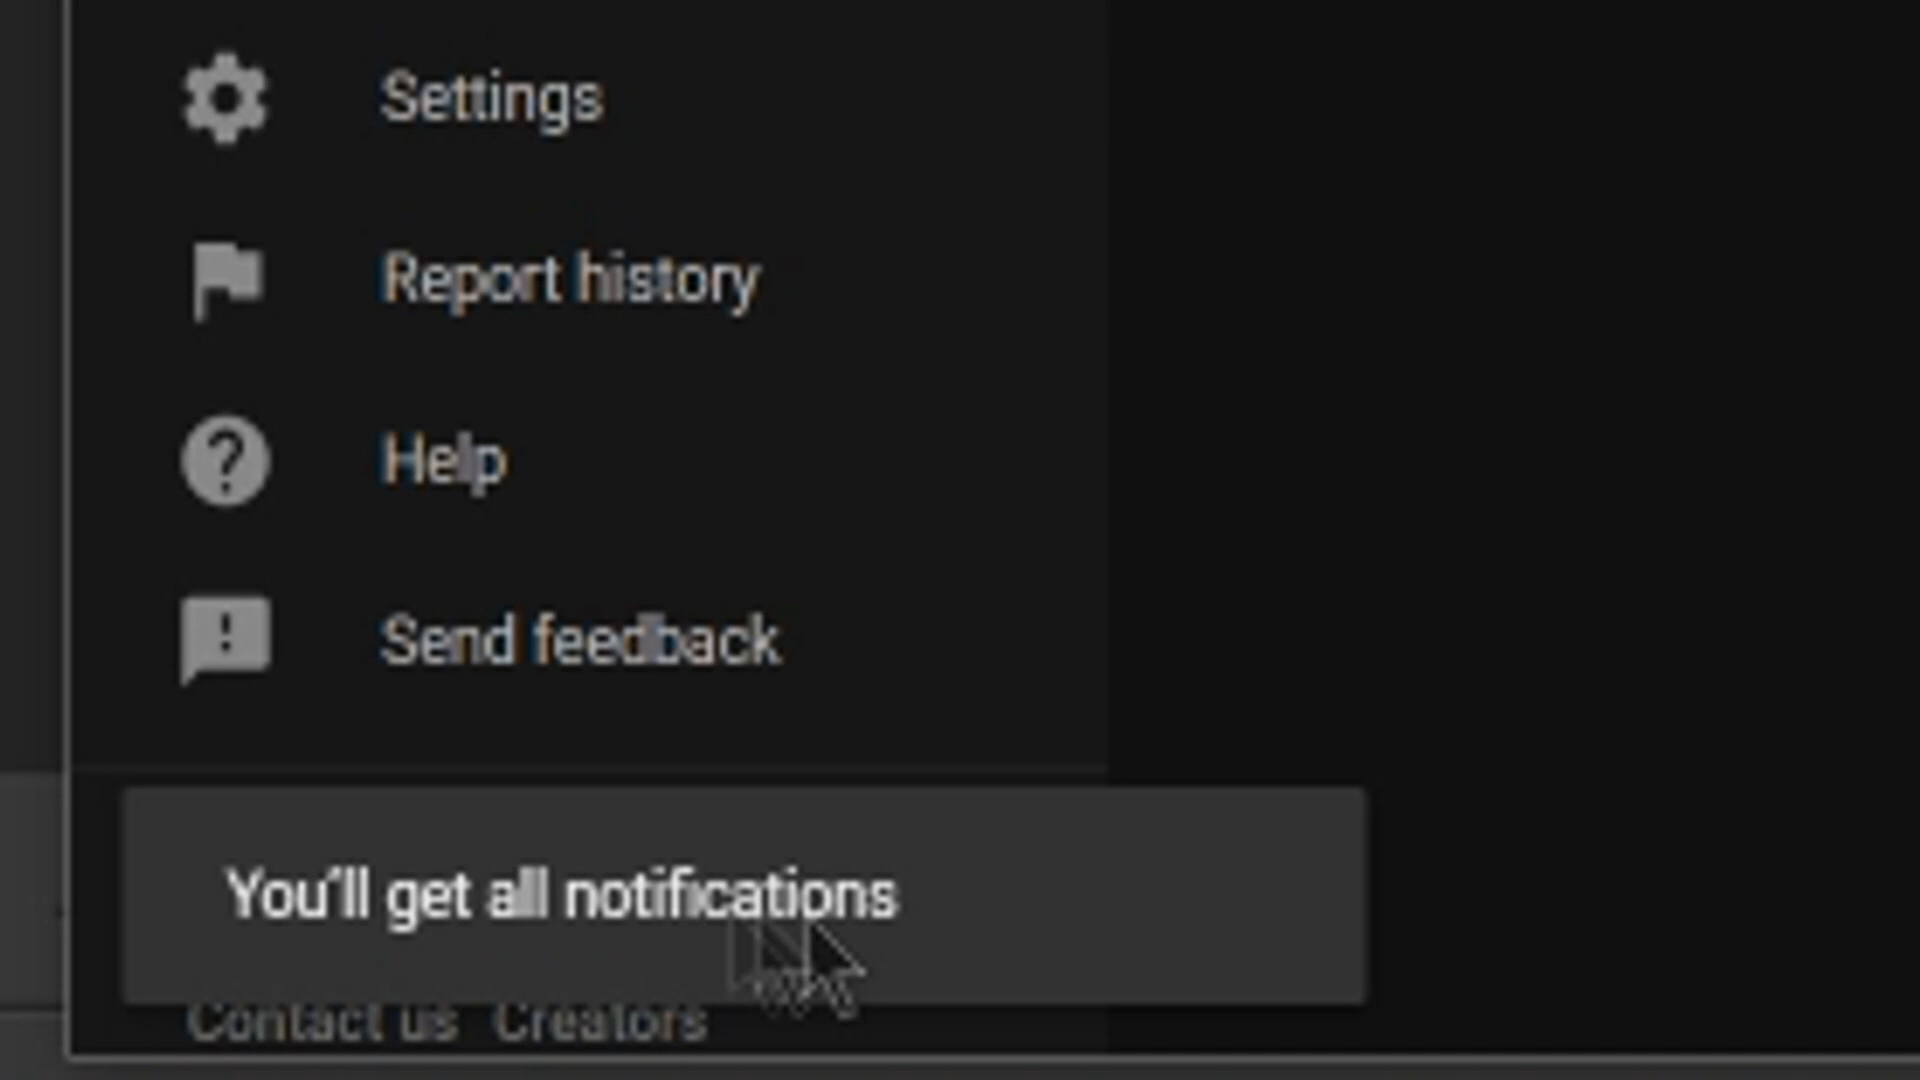 Settings
Report history
Help
Send feedback
You'll get all notifications
Contact us Creators